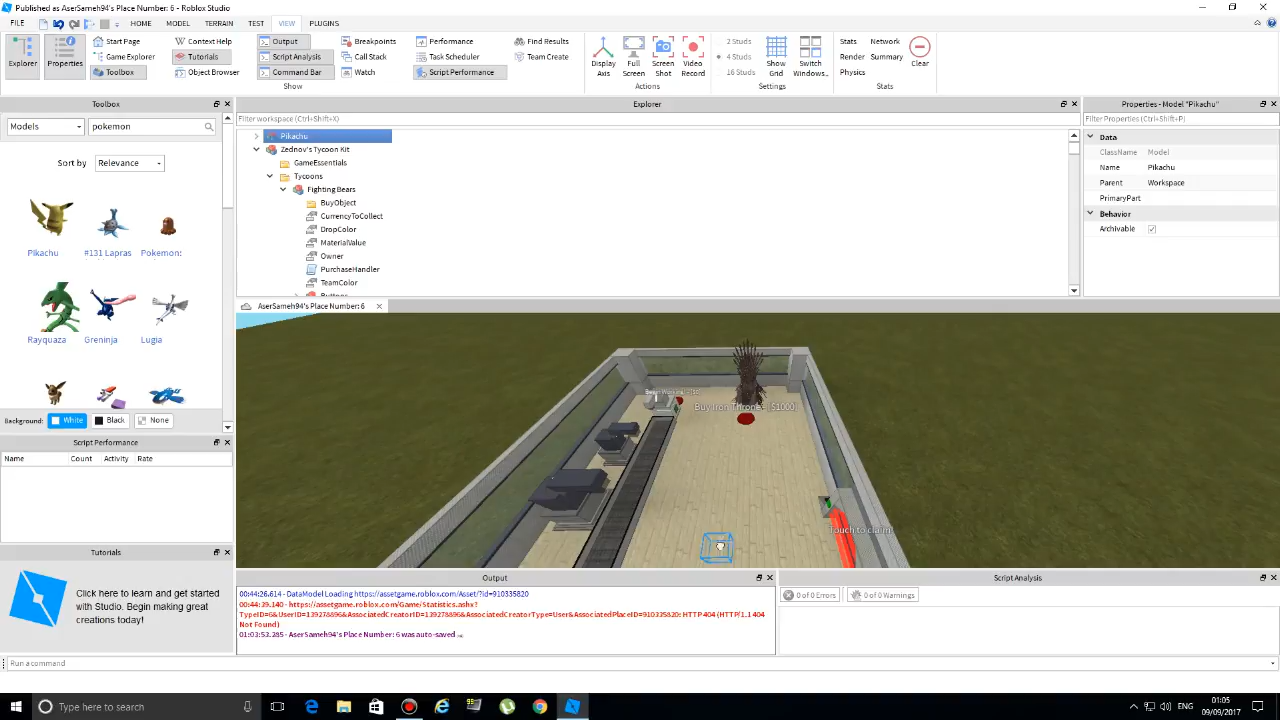 Published as AserSameh94's Place Number: 6 - Roblox Studio
FILE HOME MODEL TERRAIN TEST VIEW PLUGINS
Explorer Properties
Start Page
Game Explorer
Toolbox
Context Help
Tutorials
Object Browser
Output
Script Analysis
Command Bar
Breakpoints
Call Stack
Watch
Performance
Task Scheduler
Script Performance
Find Results
Team Create
Show
Display Axis
Full Screen
Screen Shot
Video Record
Actions
2 Studs
4 Studs
16 Studs
Show Grid
Switch Windows...
Settings
Stats Network
Render Summary
Physics
Clear
Stats
Toolbox
Models pokemon
Sort by Relevance
Pikachu #131 Lapras Pokemon:
Rayquaza Greninja Lugia
Background: White Black None
Script Performance
Name Count Activity Rate
Tutorials
Click here to learn and get started with Studio. Begin making great creations today!
Explorer
Filter workspace (Ctrl+Shift+X)
Pikachu
Zednov's Tycoon Kit
GameEssentials
Tycoons
Fighting Bears
BuyObject
CurrencyToCollect
DropColor
MaterialValue
Owner
PurchaseHandler
TeamColor
Buttons
Properties - Model "Pikachu"
Filter Properties (Ctrl+Shift+P)
Data
ClassName Model
Name Pikachu
Parent Workspace
PrimaryPart
Behavior
Archivable
AserSameh94's Place Number: 6
Buy Iron Throne - [$1000]
Touch to claim!
Output
00:44:26.614 - DataModel Loading https://assetgame.roblox.com/Asset/?id=910335820
00:44:29.140 - https://assetgame.roblox.com/Game/Statistics.ashx?
TypeID=6&UserID=139278896&AssociatedCreatorID=139278896&AssociatedCreatorType=User&AssociatedPlaceID=910335820: HTTP 404 (HTTP/1.1 404
Not Found)
01:03:53.285 - AserSameh94's Place Number: 6 was auto-saved
Script Analysis
0 of 0 Errors 0 of 0 Warnings
Run a command
Type here to search
ENG
01:05
09/09/2017